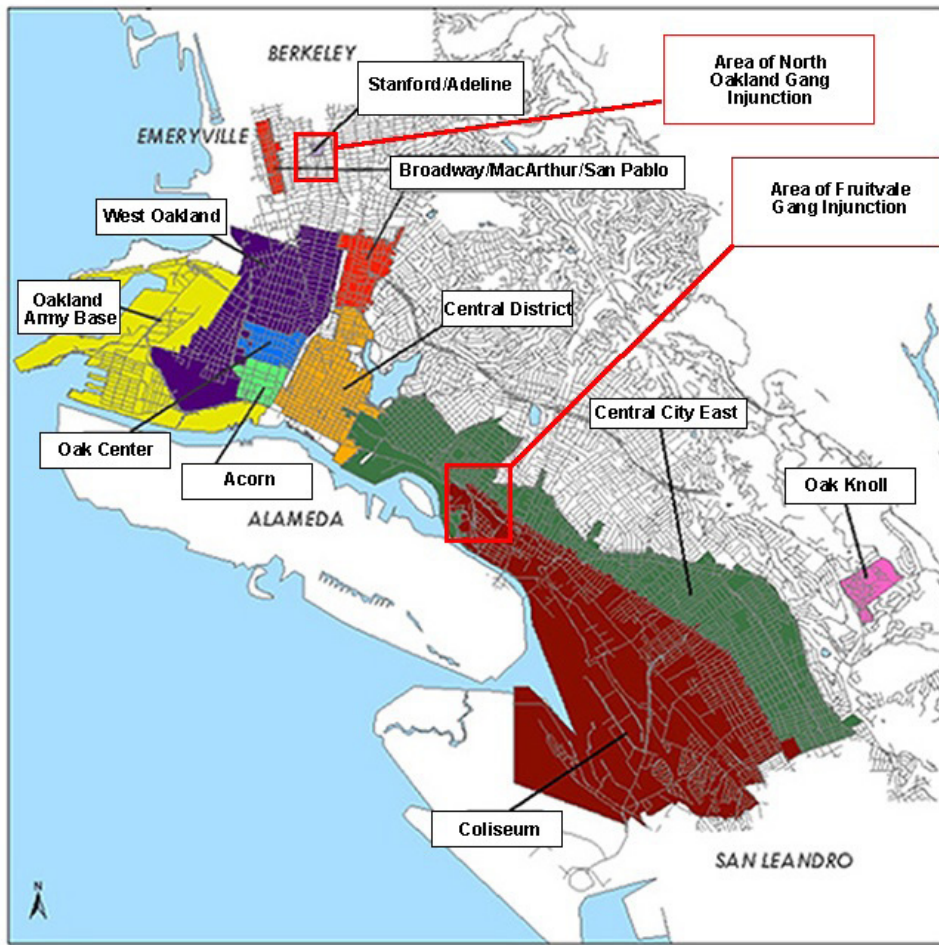 BERKELEY
Area of North
Oakland Gang
Injunction
Stanford/Adeline
EMERYVILLE
Broadway/MacArthur/San Pablo
Area of Fruitvale
Gang Injunction
West Oakland
Oakland
Army Base
Central District
Central City East
Oak Center
Acorn
Oak Knoll
ALAMEDA
Coliseum
SAN LEANDRO
N